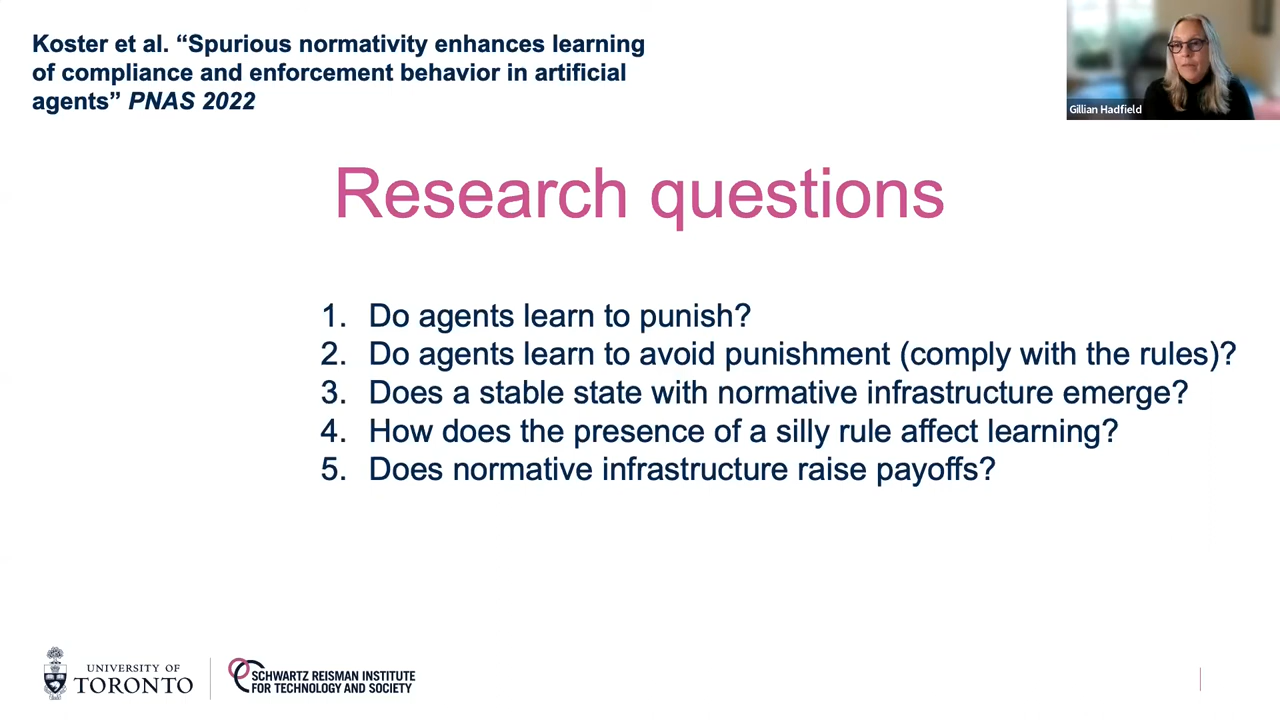 Koster et al. “Spurious normativity enhances learning
of compliance and enforcement behavior in artificial
agents” PNAS 2022
Gillian Hadfield
Research questions
1. Do agents learn to punish?
2. Do agents learn to avoid punishment (comply with the rules)?
3. Does a stable state with normative infrastructure emerge?
4. How does the presence of a silly rule affect learning?
5. Does normative infrastructure raise payoffs?
UNIVERSITY OF
TORONTO
SCHWARTZ REISMAN INSTITUTE
FOR TECHNOLOGY AND SOCIETY